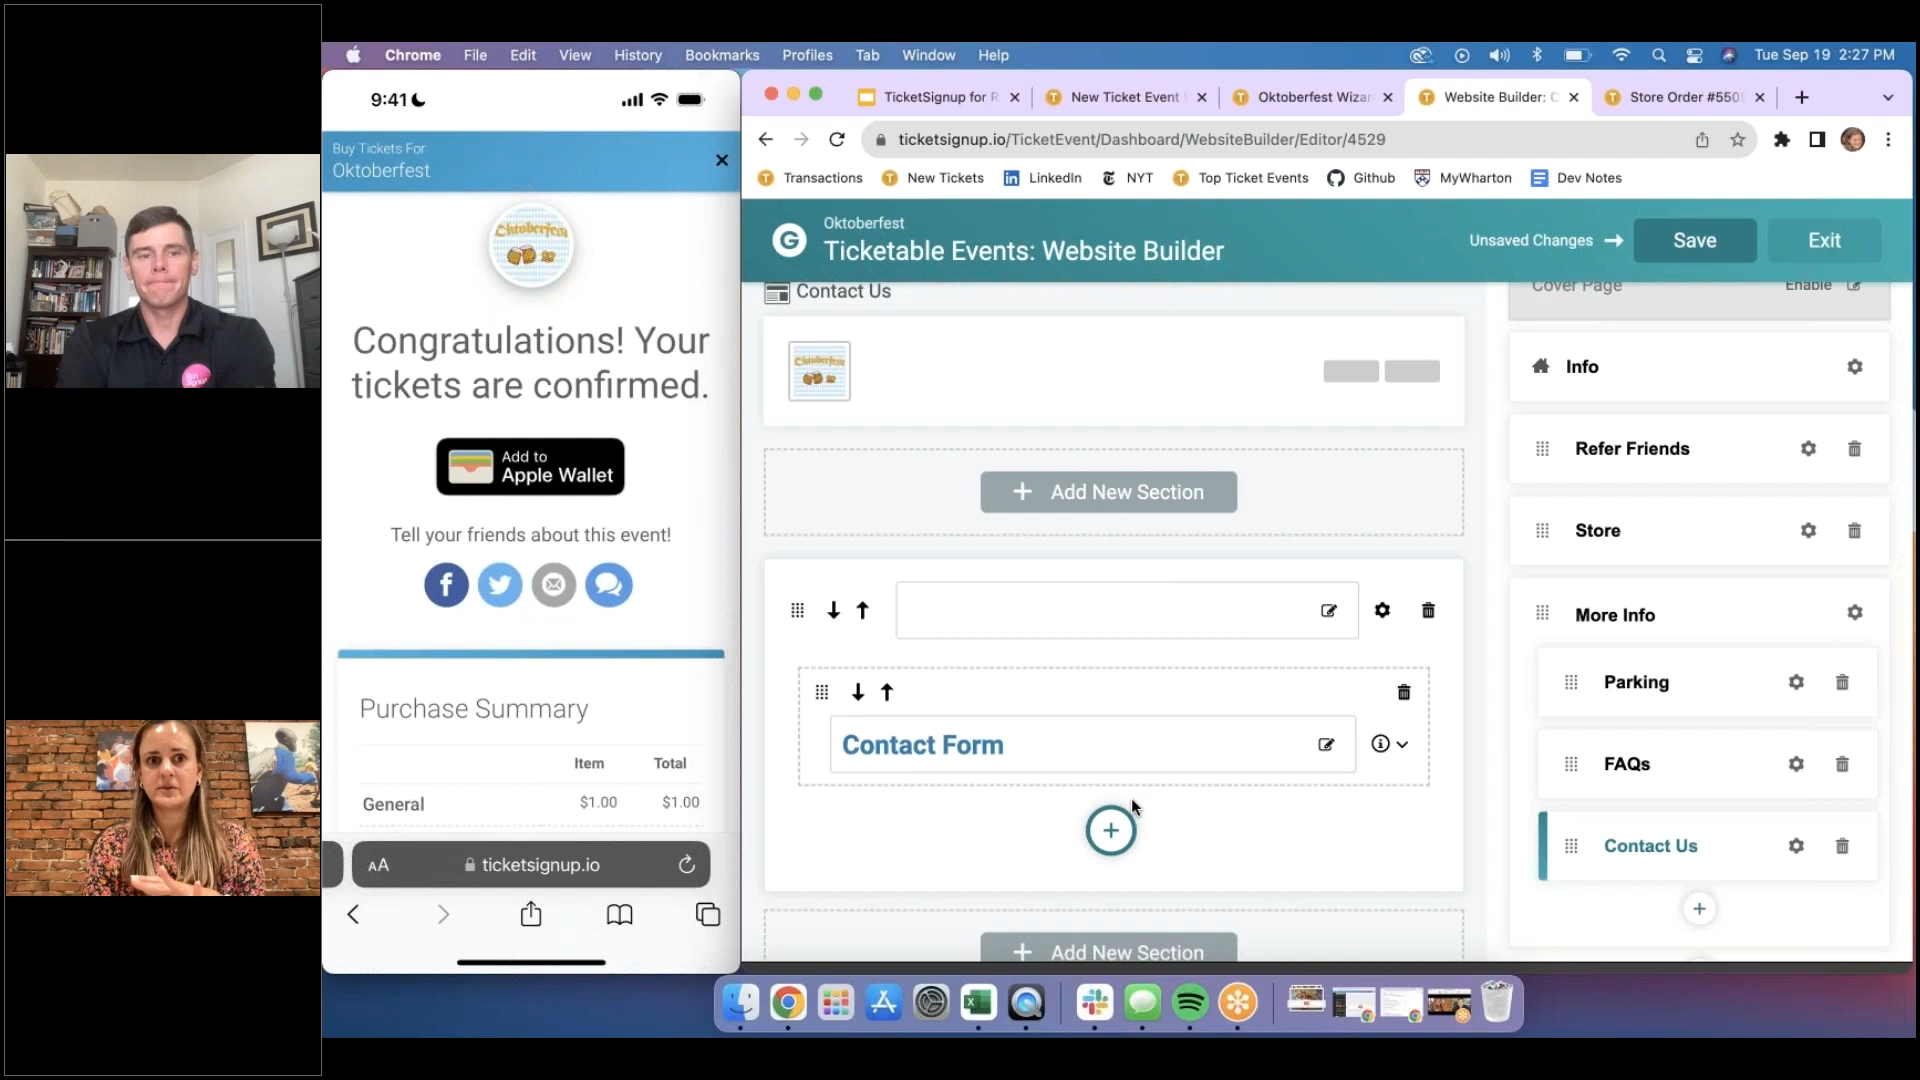 Chrome File Edit View History Bookmarks Profiles Tab Window Help
Tue Sep 19 2:27 PM
9:41
Buy Tickets For
Oktoberfest
Oktoberfest
Congratulations! Your
tickets are confirmed.
Add to
Apple Wallet
Tell your friends about this event!
Purchase Summary
Item Total
General $1.00 $1.00
AA ticketsignup.io
TicketSignup for R
New Ticket Event
Oktoberfest Wizar
Website Builder: O
Store Order #550
ticketsignup.io/TicketEvent/Dashboard/WebsiteBuilder/Editor/4529
Transactions New Tickets LinkedIn NYT Top Ticket Events Github MyWharton Dev Notes
Oktoberfest
Ticketable Events: Website Builder
Unsaved Changes → Save Exit
Contact Us
Oktoberfest
+ Add New Section
Contact Form
+ Add New Section
Cover Page Enable
Info
Refer Friends
Store
More Info
Parking
FAQs
Contact Us